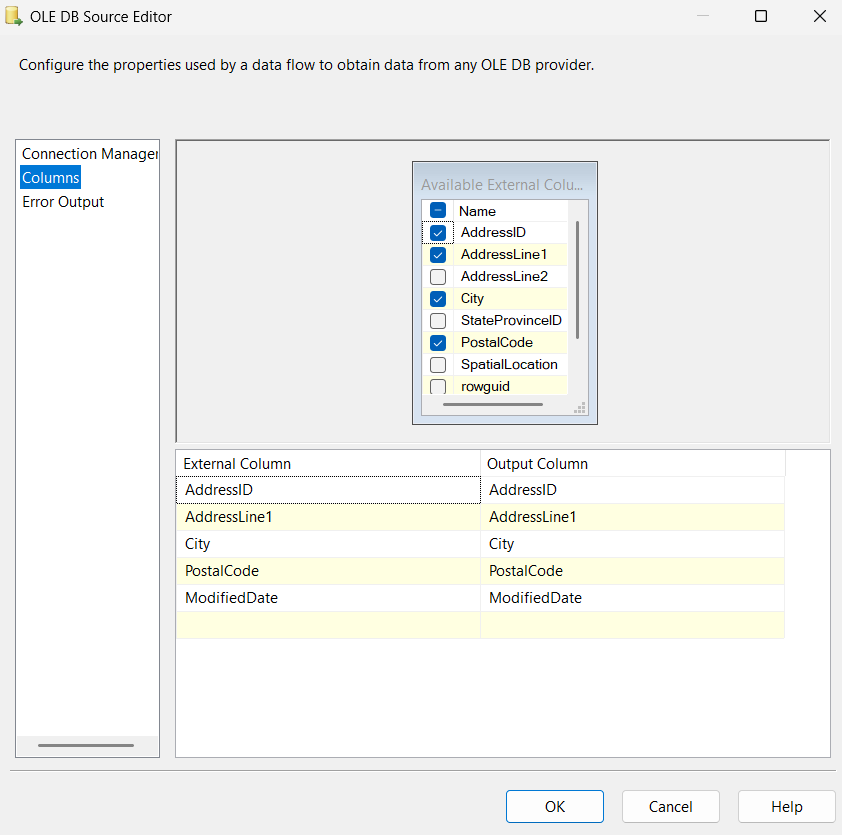 OLE DB Source Editor
Configure the properties used by a data flow to obtain data from any OLE DB provider.
Connection Manager
Columns
Error Output
Available External Colu...
Name
AddressID
AddressLine1
AddressLine2
City
StateProvinceID
PostalCode
SpatialLocation
rowguid
External Column Output Column
AddressID AddressID
AddressLine1 AddressLine1
City City
PostalCode PostalCode
ModifiedDate ModifiedDate
OK Cancel Help